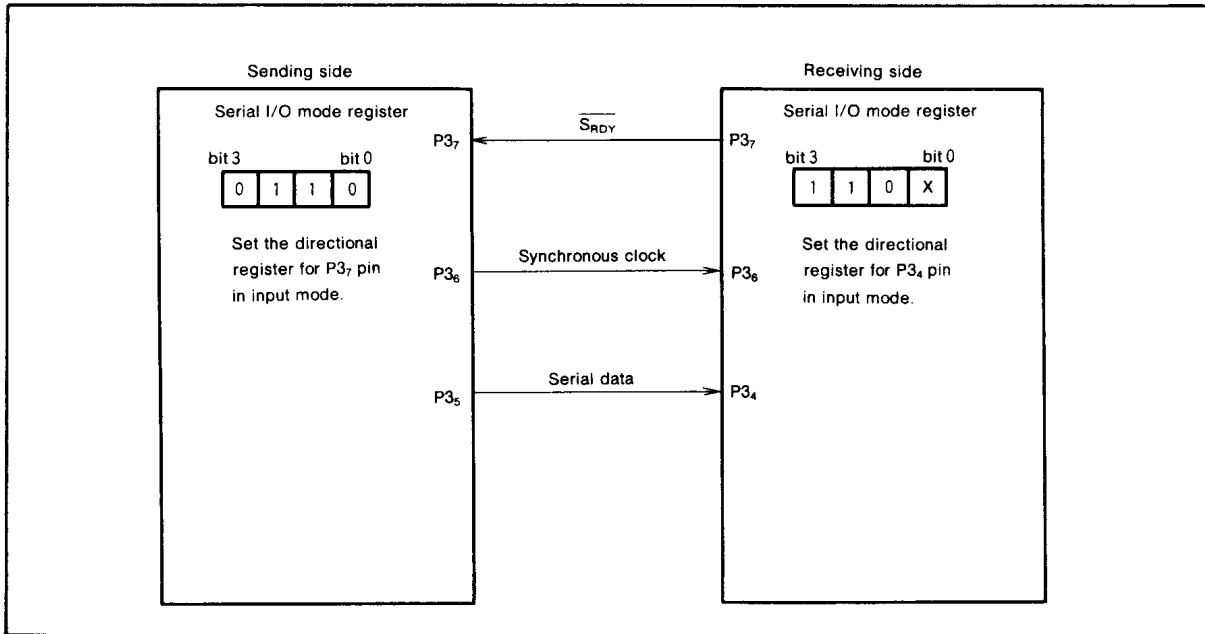 Sending side
Serial I/O mode register
bit 3 bit 0
0 1 1 0
Set the directional
register for P3₇ pin
in input mode.
P3₇
P3₆
P3₅
S̅R̅D̅Y̅
Synchronous clock
Serial data
Receiving side
Serial I/O mode register
bit 3 bit 0
1 1 0 X
Set the directional
register for P3₄ pin
in input mode.
P3₇
P3₆
P3₄